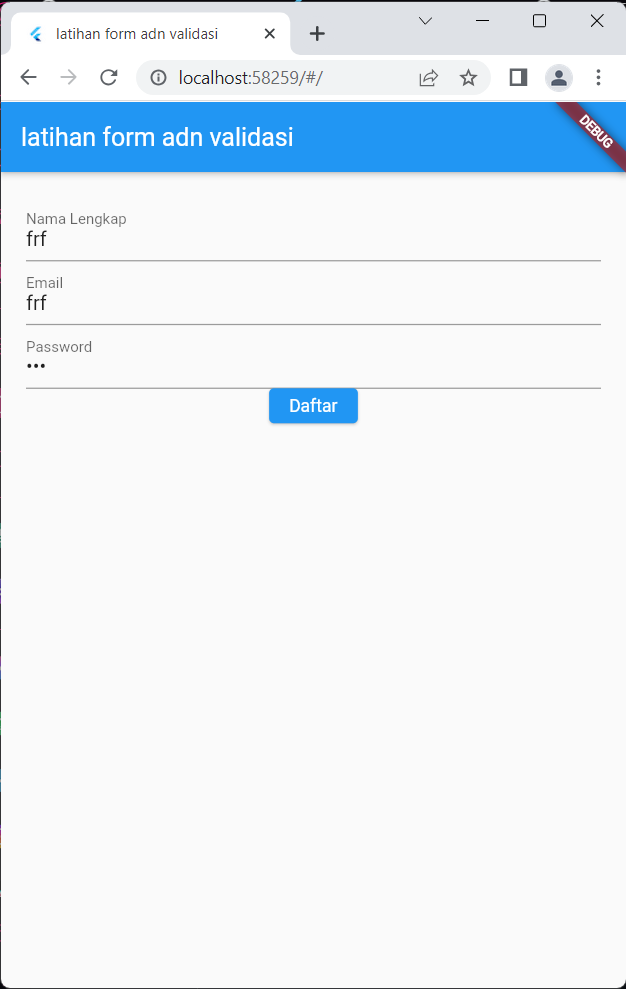 latihan form adn validasi
localhost:58259/#/
latihan form adn validasi
DEBUG
Nama Lengkap
frf
Email
frf
Password
•••
Daftar